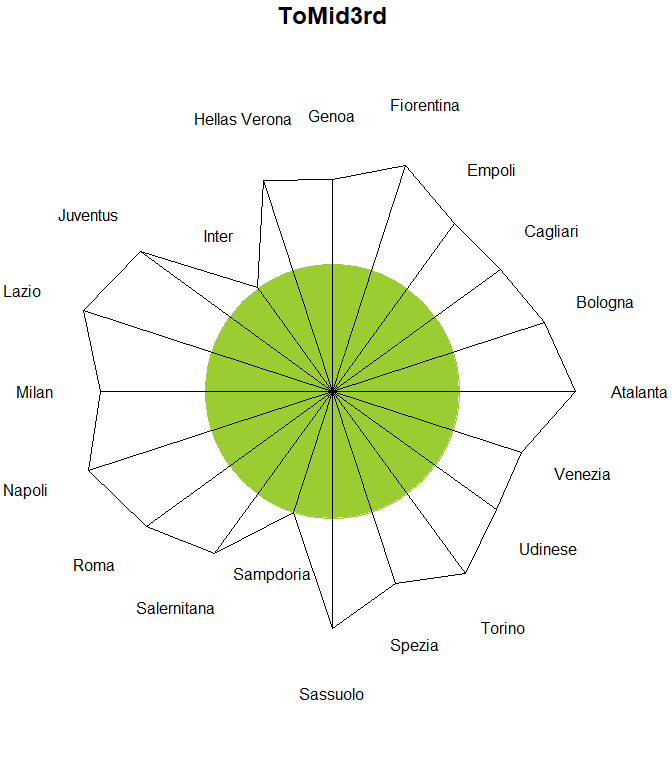 ToMid3rd
Fiorentina
Hellas Verona
Genoa
Empoli
Juventus
Inter
Cagliari
Lazio
Bologna
Milan
Atalanta
Napoli
Venezia
Roma
Sampdoria
Udinese
Salernitana
Torino
Spezia
Sassuolo